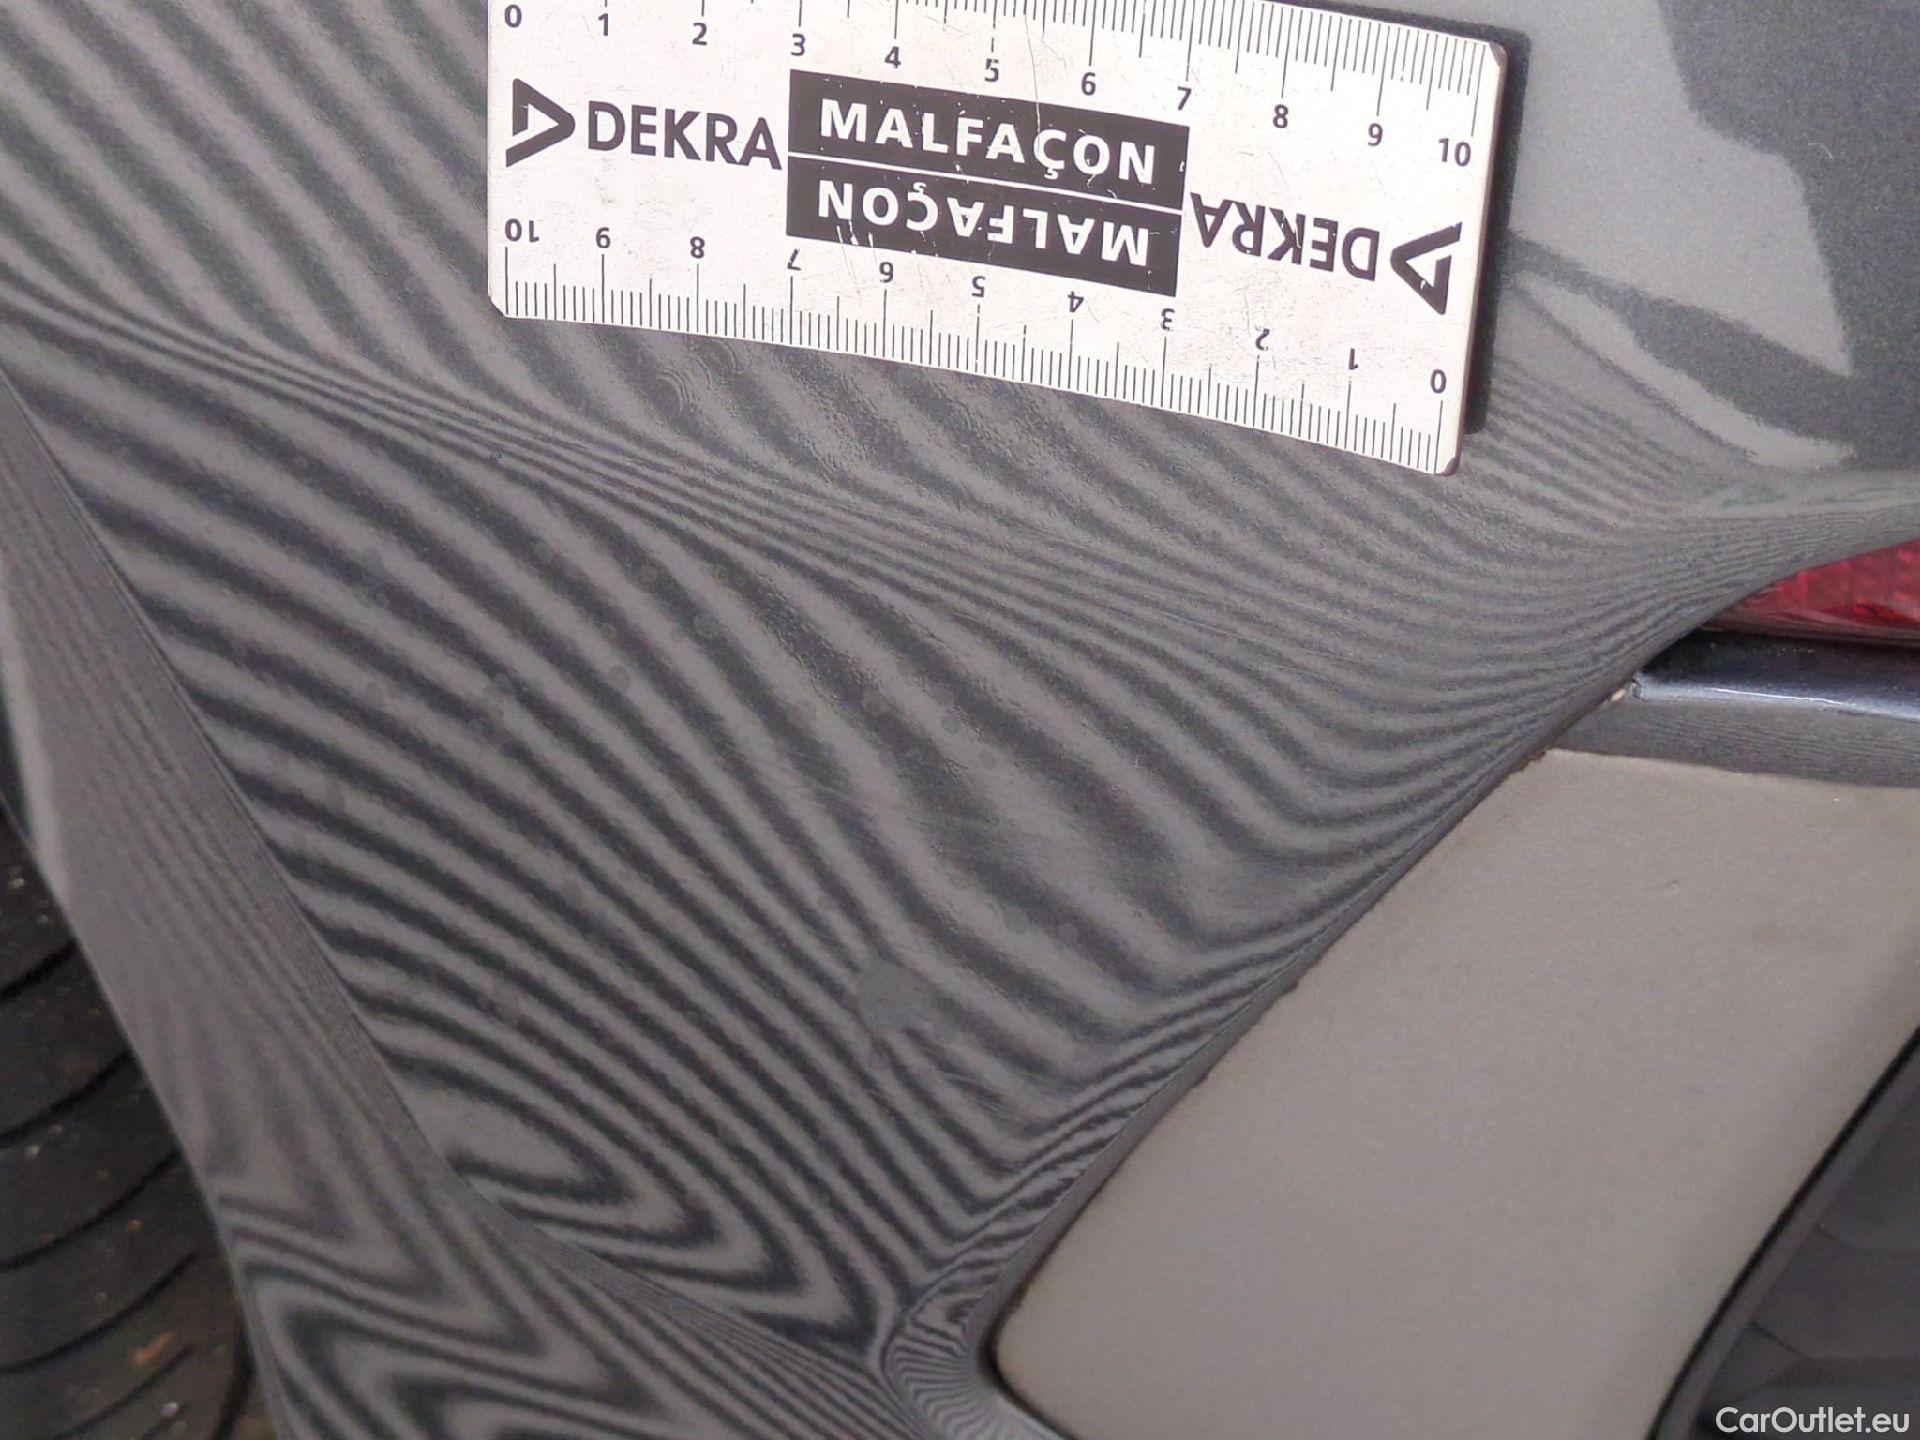 0 1 2 3 4 5 6 7 8 9 10
DEKRA MALFAÇON
MALFAÇON DEKRA
10 9 8 7 6 5 4 3 2 1 0
CarOutlet.eu